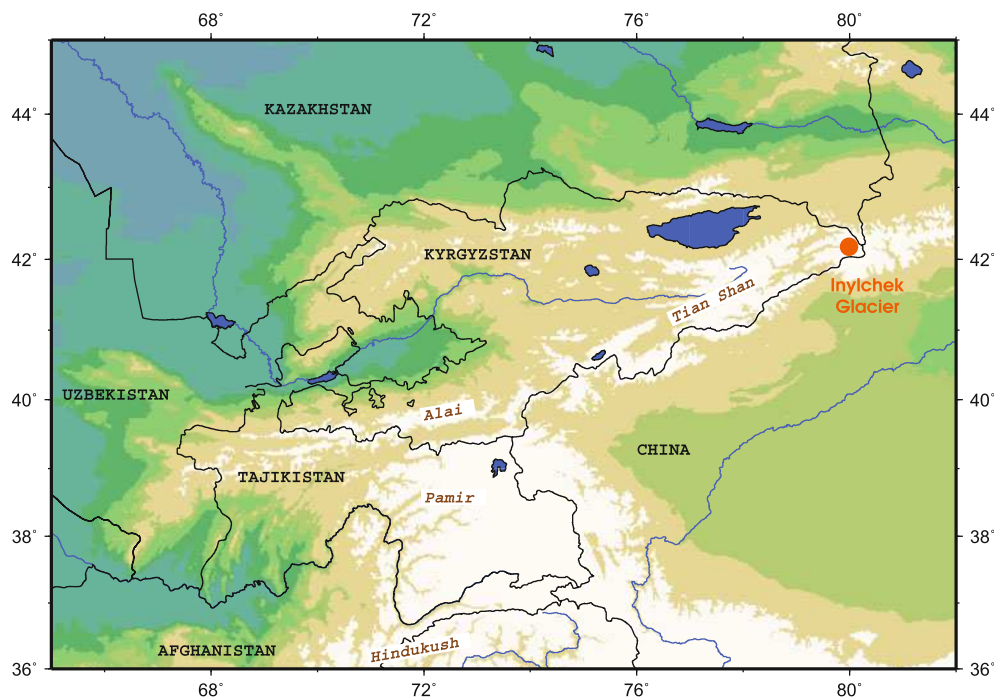 68° 72° 76° 80°
44° 44°
KAZAKHSTAN
KYRGYZSTAN
42° 42°
Inylchek
Glacier
Tian Shan
UZBEKISTAN
40° 40°
Alai
CHINA
TAJIKISTAN
Pamir
38° 38°
AFGHANISTAN
Hindukush
36° 36°
68° 72° 76° 80°